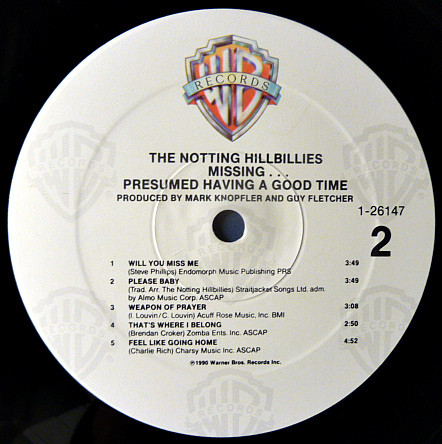 RECORDS
THE NOTTING HILLBILLIES
MISSING . . .
PRESUMED HAVING A GOOD TIME
PRODUCED BY MARK KNOPFLER AND GUY FLETCHER
1-26147
2
1 WILL YOU MISS ME 3:49
(Steve Phillips) Endomorph Music Publishing PRS
2 PLEASE BABY 3:49
(Trad. Arr. The Notting Hillbillies) Straitjacket Songs Ltd. adm.
by Almo Music Corp. ASCAP
3 WEAPON OF PRAYER 3:08
(I. Louvin/C. Louvin) Acuff Rose Music, Inc. BMI
4 THAT'S WHERE I BELONG 2:50
(Brendan Croker) Zomba Ents. Inc. ASCAP
5 FEEL LIKE GOING HOME 4:52
(Charlie Rich) Charsy Music Inc. ASCAP
©1990 Warner Bros. Records Inc.